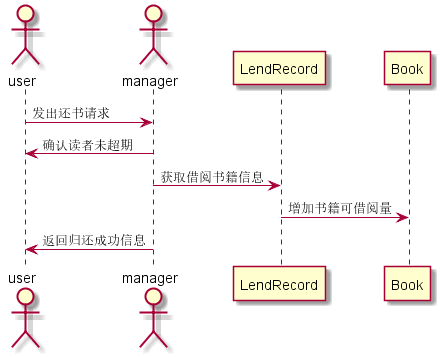 user
manager
LendRecord
Book
发出还书请求
确认读者未超期
获取借阅书籍信息
增加书籍可借阅量
返回归还成功信息
user
manager
LendRecord
Book